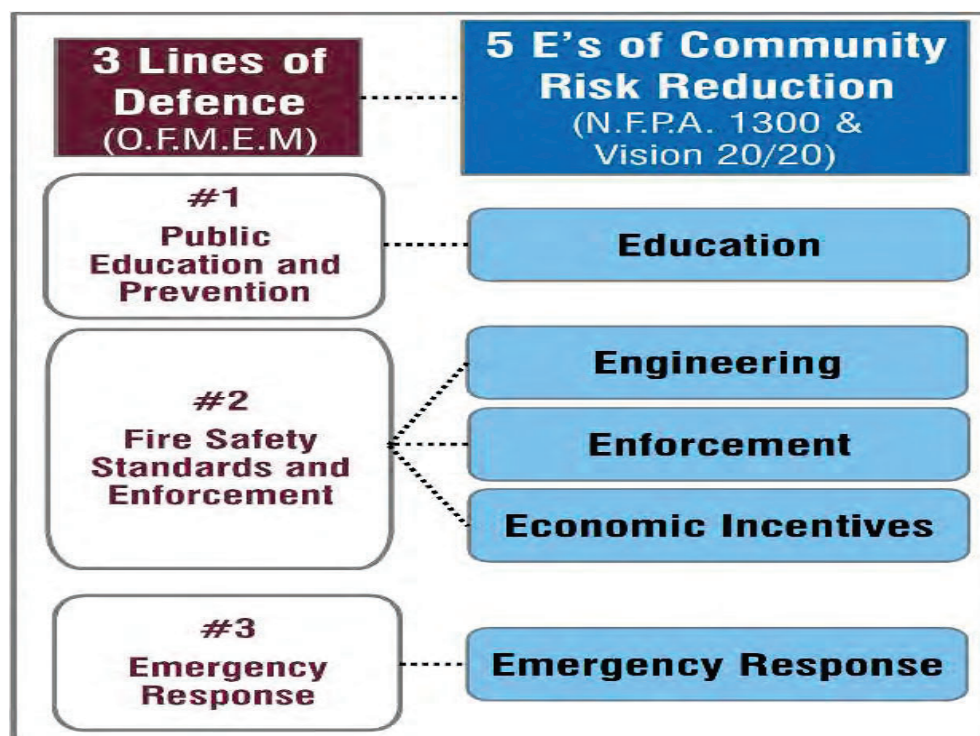 3 Lines of
Defence
(O.F.M.E.M)
5 E's of Community
Risk Reduction
(N.F.P.A. 1300 &
Vision 20/20)
#1
Public
Education and
Prevention
Education
#2
Fire Safety
Standards and
Enforcement
Engineering
Enforcement
Economic Incentives
#3
Emergency
Response
Emergency Response